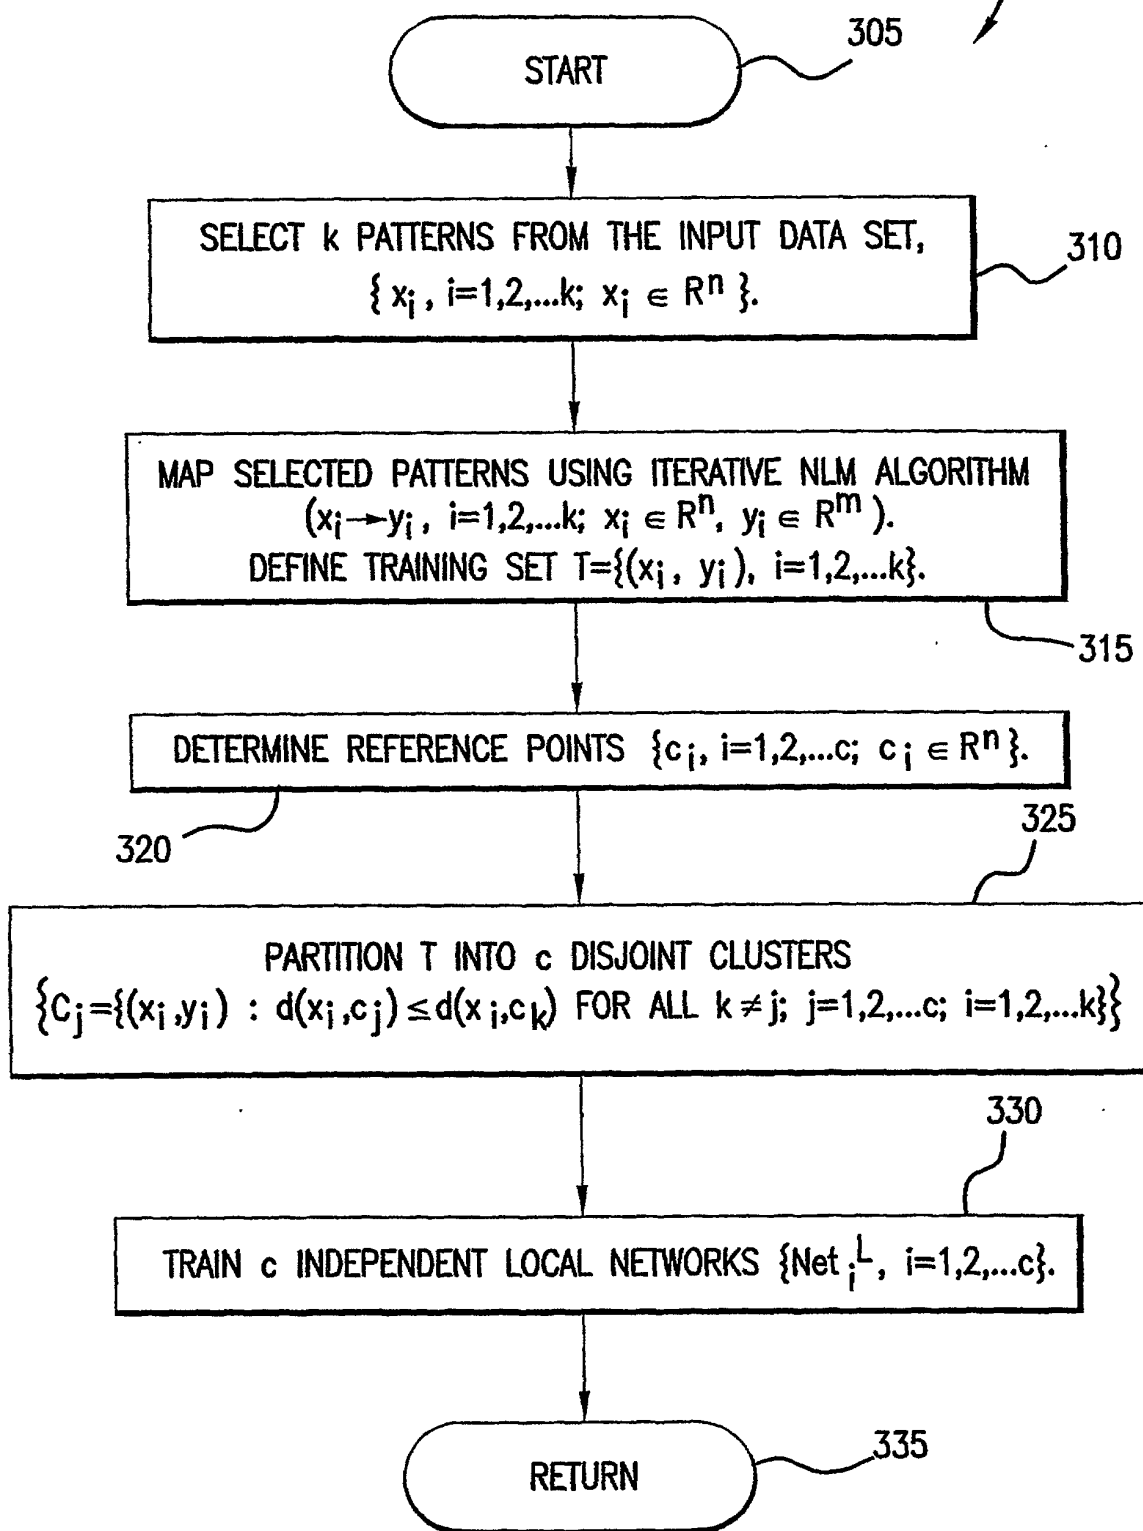 305
START
SELECT k PATTERNS FROM THE INPUT DATA SET,
{ xᵢ, i=1,2,...k; xᵢ ∈ Rⁿ }.
310
MAP SELECTED PATTERNS USING ITERATIVE NLM ALGORITHM
(xᵢ→yᵢ, i=1,2,...k; xᵢ ∈ Rⁿ, yᵢ ∈ Rᵐ ).
DEFINE TRAINING SET T={(xᵢ, yᵢ), i=1,2,...k}.
315
DETERMINE REFERENCE POINTS {cᵢ, i=1,2,...c; cᵢ ∈ Rⁿ}.
320
325
PARTITION T INTO c DISJOINT CLUSTERS
{Cⱼ={(xᵢ,yᵢ) : d(xᵢ,cⱼ) ≤ d(xᵢ,cₖ) FOR ALL k ≠ j; j=1,2,...c; i=1,2,...k}}
330
TRAIN c INDEPENDENT LOCAL NETWORKS {Netᵢᴸ, i=1,2,...c}.
RETURN
335